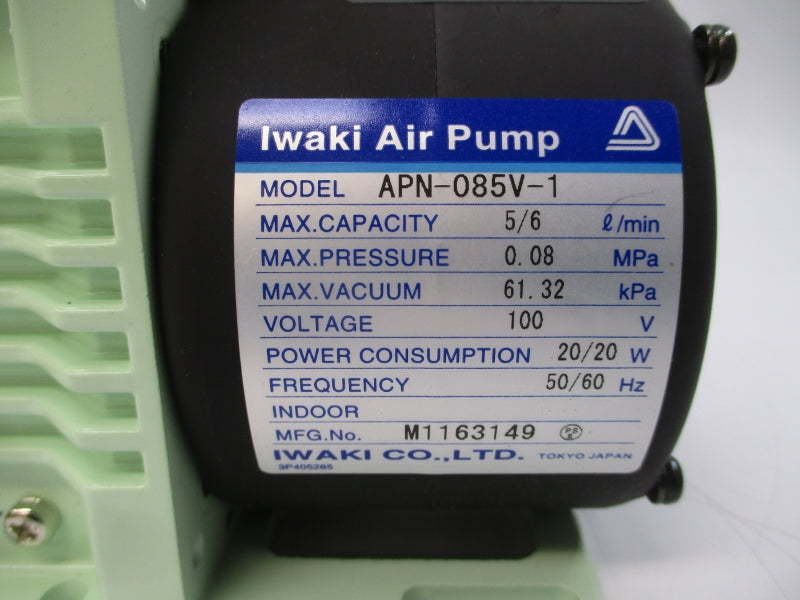 Iwaki Air Pump
MODEL APN-085V-1
MAX.CAPACITY 5/6 ℓ/min
MAX.PRESSURE 0.08 MPa
MAX.VACUUM 61.32 kPa
VOLTAGE 100 V
POWER CONSUMPTION 20/20 W
FREQUENCY 50/60 Hz
INDOOR
MFG.No. M1163149
IWAKI CO.,LTD. TOKYO JAPAN
3P405285